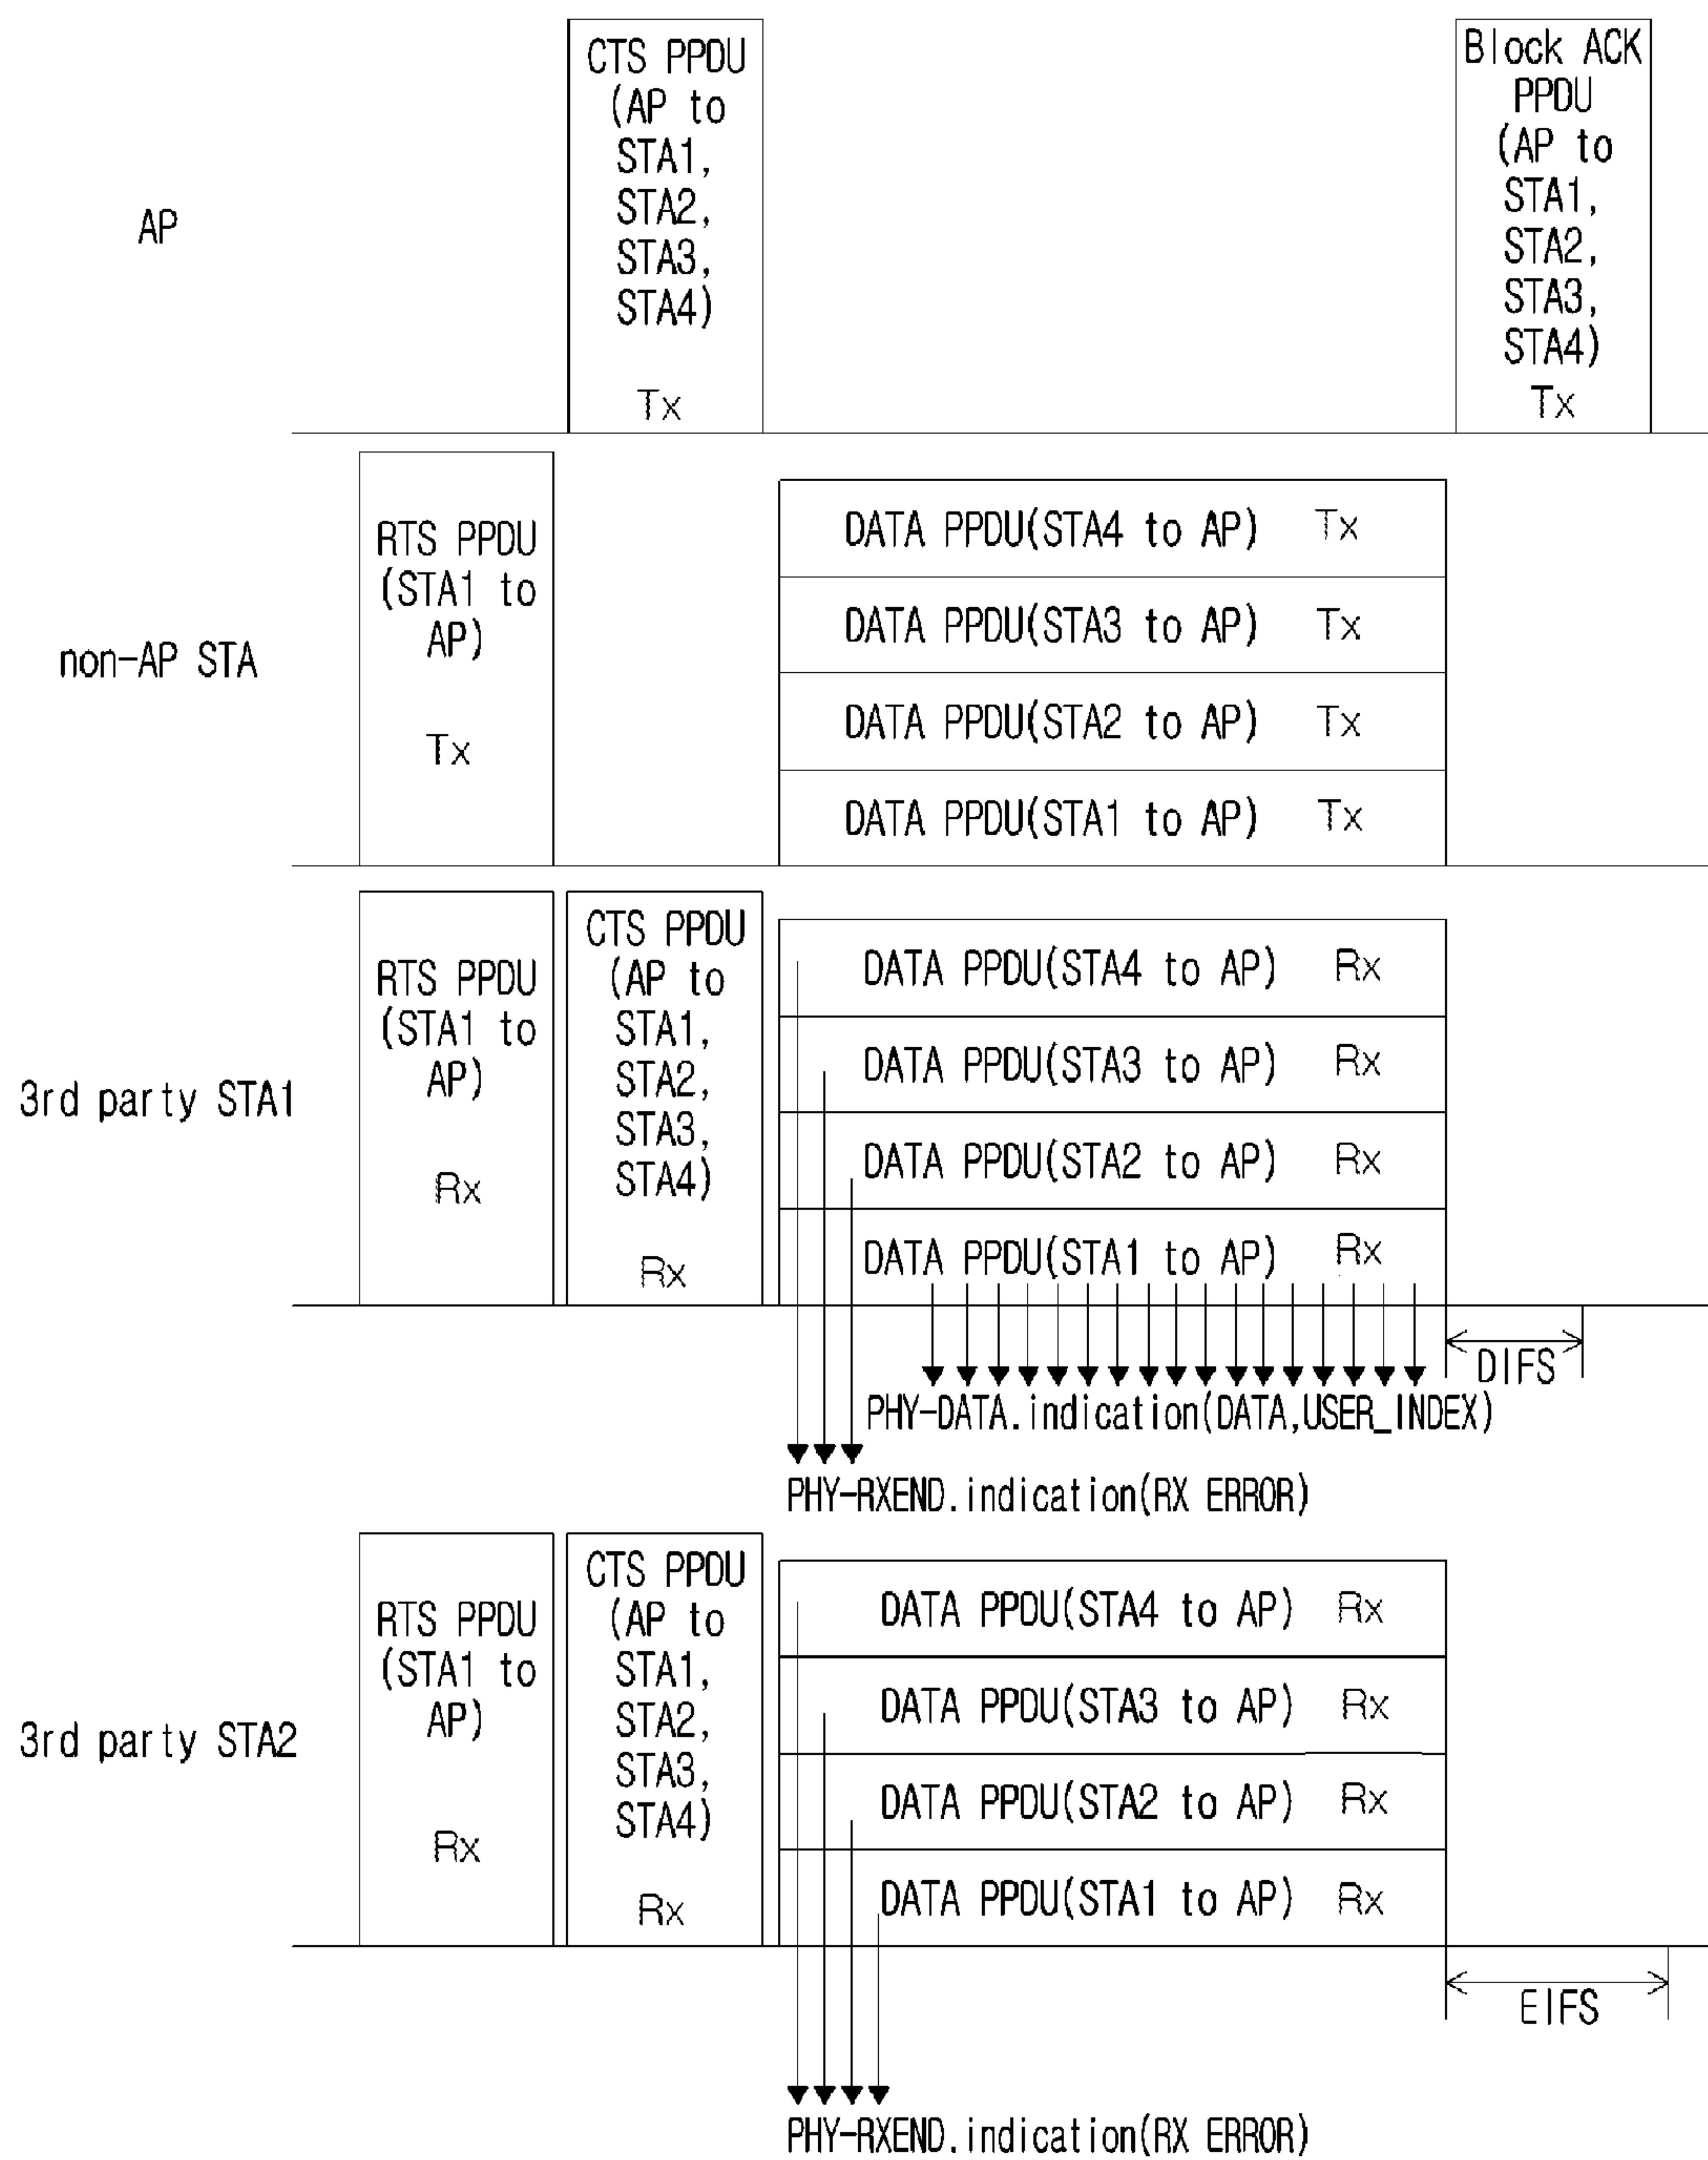 CTS PPDU
(AP to
STA1,
STA2,
STA3,
STA4)
Tx
Block ACK
PPDU
(AP to
STA1,
STA2,
STA3,
STA4)
Tx
AP
RTS PPDU
(STA1 to
AP)
Tx
DATA PPDU(STA4 to AP) Tx
DATA PPDU(STA3 to AP) Tx
DATA PPDU(STA2 to AP) Tx
DATA PPDU(STA1 to AP) Tx
non-AP STA
RTS PPDU
(STA1 to
AP)
Rx
CTS PPDU
(AP to
STA1,
STA2,
STA3,
STA4)
Rx
DATA PPDU(STA4 to AP) Rx
DATA PPDU(STA3 to AP) Rx
DATA PPDU(STA2 to AP) Rx
DATA PPDU(STA1 to AP) Rx
3rd party STA1
DIFS
PHY-DATA.indication(DATA,USER_INDEX)
PHY-RXEND.indication(RX ERROR)
RTS PPDU
(STA1 to
AP)
Rx
CTS PPDU
(AP to
STA1,
STA2,
STA3,
STA4)
Rx
DATA PPDU(STA4 to AP) Rx
DATA PPDU(STA3 to AP) Rx
DATA PPDU(STA2 to AP) Rx
DATA PPDU(STA1 to AP) Rx
3rd party STA2
EIFS
PHY-RXEND.indication(RX ERROR)